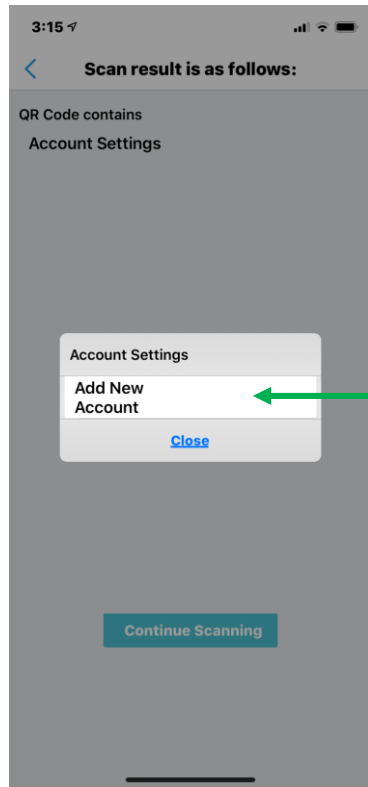 3:15
Scan result is as follows:
QR Code contains
Account Settings
Account Settings
Add New
Account
Close
Continue Scanning